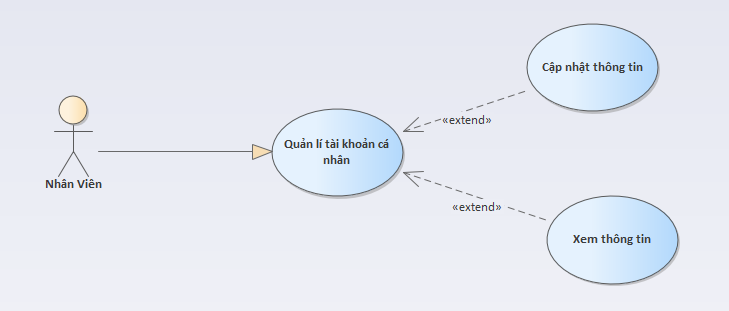 Cập nhật thông tin
«extend»
Quản lí tài khoản cá
nhân
Nhân Viên
«extend»
Xem thông tin